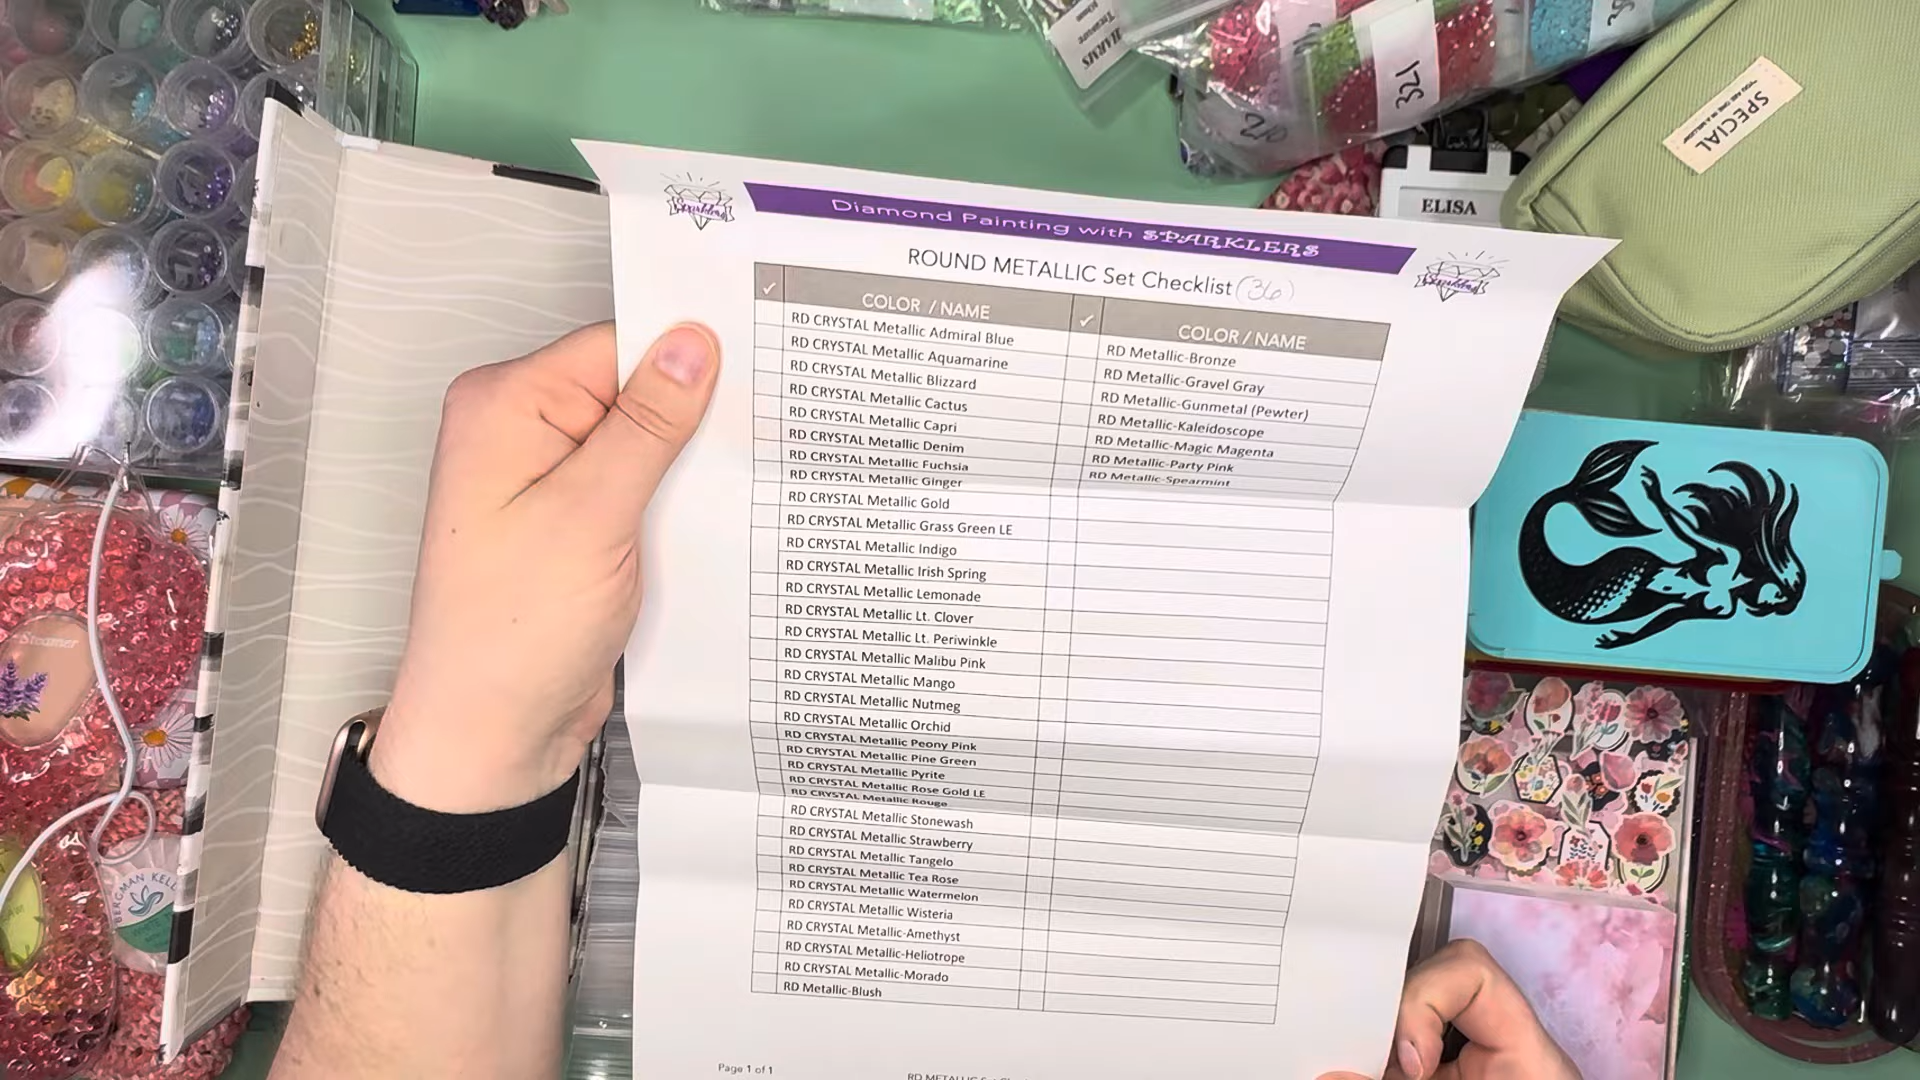 CHARMS
321
210
SPECIAL
ELISA
Sparklers
Diamond Painting with SPARKLERS
Sparklers
ROUND METALLIC Set Checklist (36)
✓ COLOR / NAME ✓ COLOR / NAME
RD CRYSTAL Metallic Admiral Blue
RD CRYSTAL Metallic Aquamarine
RD CRYSTAL Metallic Blizzard
RD CRYSTAL Metallic Cactus
RD CRYSTAL Metallic Capri
RD CRYSTAL Metallic Denim
RD CRYSTAL Metallic Fuchsia
RD CRYSTAL Metallic Ginger
RD CRYSTAL Metallic Gold
RD CRYSTAL Metallic Grass Green LE
RD CRYSTAL Metallic Indigo
RD CRYSTAL Metallic Irish Spring
RD CRYSTAL Metallic Lemonade
RD CRYSTAL Metallic Lt. Clover
RD CRYSTAL Metallic Lt. Periwinkle
RD CRYSTAL Metallic Malibu Pink
RD CRYSTAL Metallic Mango
RD CRYSTAL Metallic Nutmeg
RD CRYSTAL Metallic Orchid
RD CRYSTAL Metallic Peony Pink
RD CRYSTAL Metallic Pine Green
RD CRYSTAL Metallic Pyrite
RD CRYSTAL Metallic Rose Gold LE
RD CRYSTAL Metallic Rouge
RD CRYSTAL Metallic Stonewash
RD CRYSTAL Metallic Strawberry
RD CRYSTAL Metallic Tangelo
RD CRYSTAL Metallic Tea Rose
RD CRYSTAL Metallic Watermelon
RD CRYSTAL Metallic Wisteria
RD CRYSTAL Metallic-Amethyst
RD CRYSTAL Metallic-Heliotrope
RD CRYSTAL Metallic-Morado
RD Metallic-Blush
RD Metallic-Bronze
RD Metallic-Gravel Gray
RD Metallic-Gunmetal (Pewter)
RD Metallic-Kaleidoscope
RD Metallic-Magic Magenta
RD Metallic-Party Pink
RD Metallic-Spearmint
Page 1 of 1
RD METALLIC Set
Steamer
BERGMAN KELL